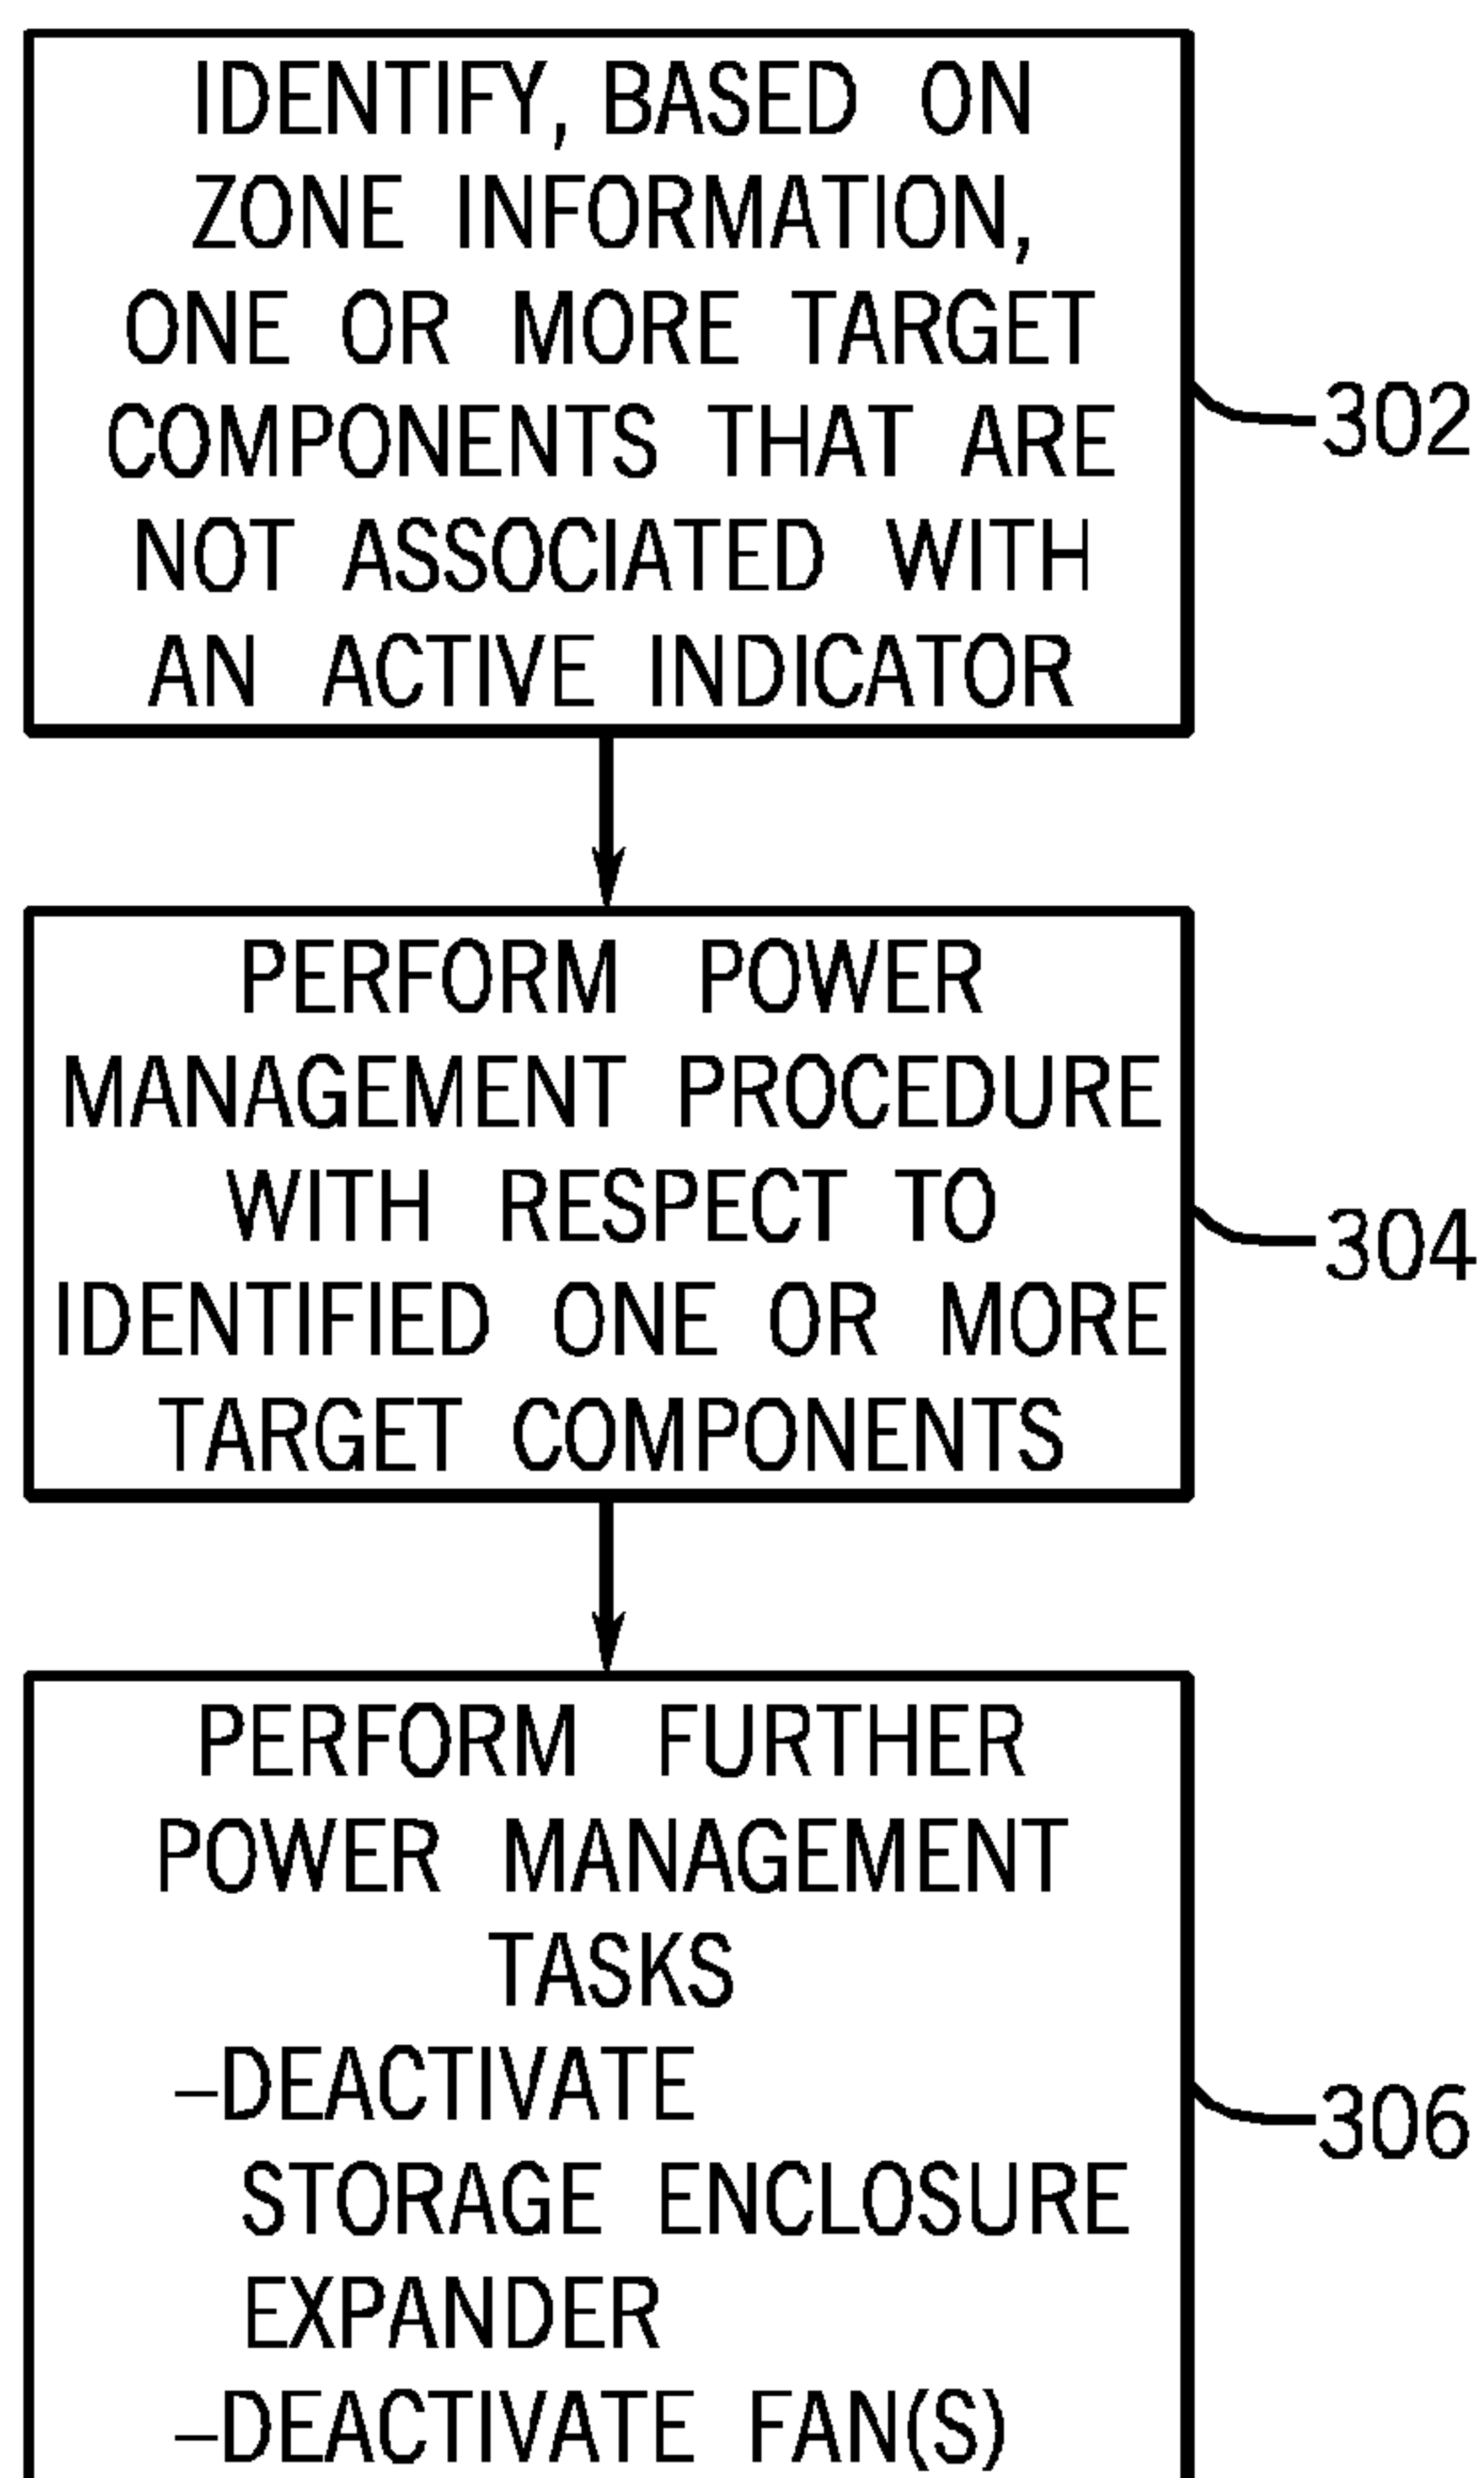 IDENTIFY, BASED ON
ZONE INFORMATION,
ONE OR MORE TARGET
COMPONENTS THAT ARE
NOT ASSOCIATED WITH
AN ACTIVE INDICATOR
302
PERFORM POWER
MANAGEMENT PROCEDURE
WITH RESPECT TO
IDENTIFIED ONE OR MORE
TARGET COMPONENTS
304
PERFORM FURTHER
POWER MANAGEMENT
TASKS
–DEACTIVATE
STORAGE ENCLOSURE
EXPANDER
–DEACTIVATE FAN(S)
306